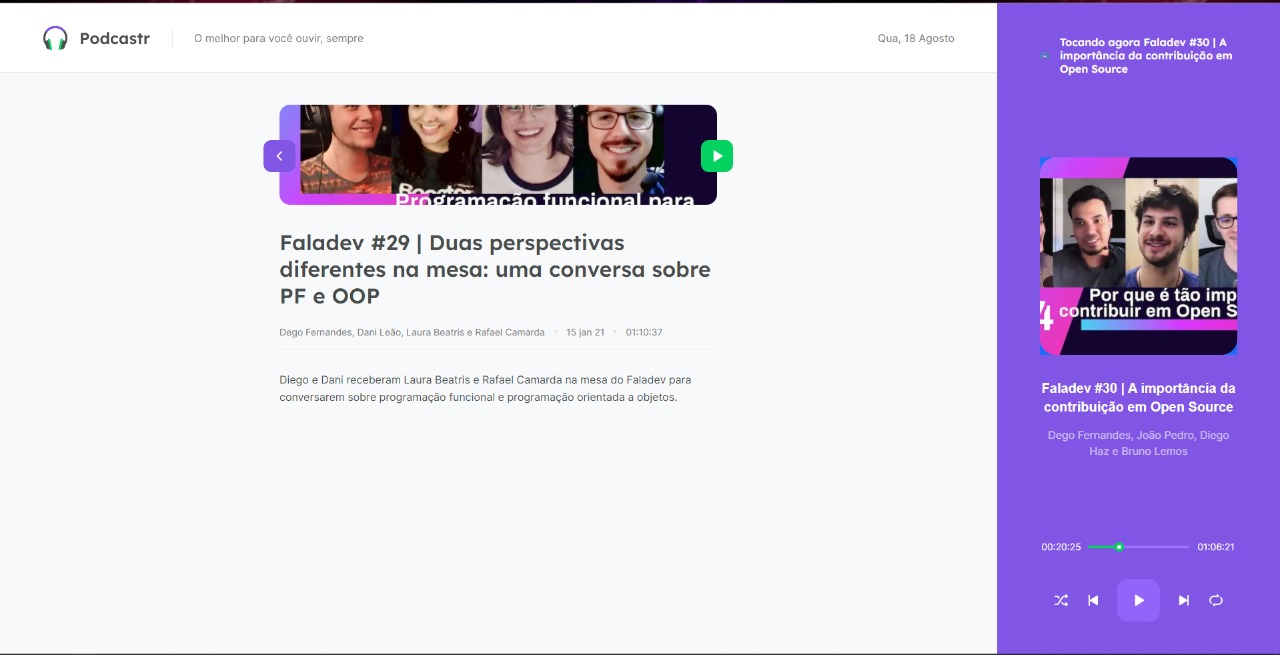 Podcastr
O melhor para você ouvir, sempre
Qua, 18 Agosto
Programação funcional para
Faladev #29 | Duas perspectivas
diferentes na mesa: uma conversa sobre
PF e OOP
Dego Fernandes, Dani Leão, Laura Beatris e Rafael Camarda
15 jan 21
01:10:37
Diego e Dani receberam Laura Beatris e Rafael Camarda na mesa do Faladev para
conversarem sobre programação funcional e programação orientada a objetos.
Tocando agora Faladev #30 | A
importância da contribuição em
Open Source
Por que é tão imp
4 contribuir em Open S
Faladev #30 | A importância da
contribuição em Open Source
Dego Fernandes, João Pedro, Diego
Haz e Bruno Lemos
00:20:25
01:06:21